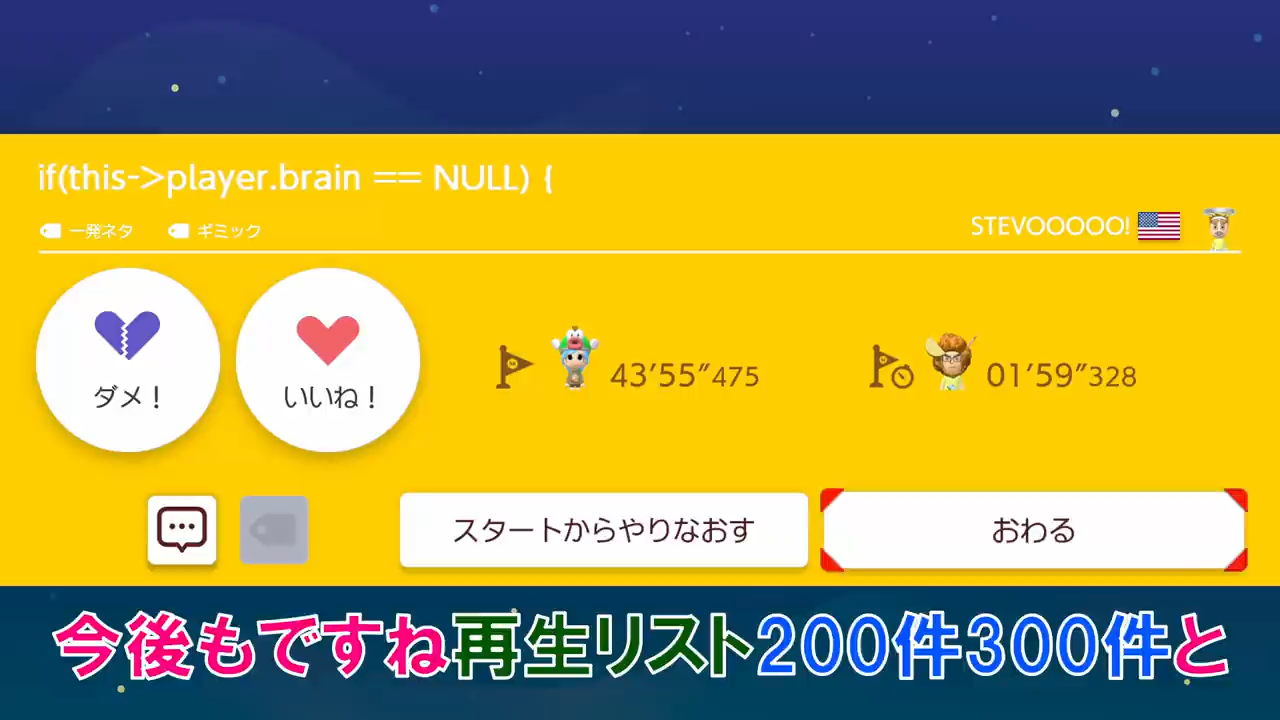 if(this->player.brain == NULL) {
一発ネタ ギミック
STEVOOOOO!
ダメ！ いいね！
43′55″475 01′59″328
スタートからやりなおす おわる
今後もですね再生リスト200件300件と